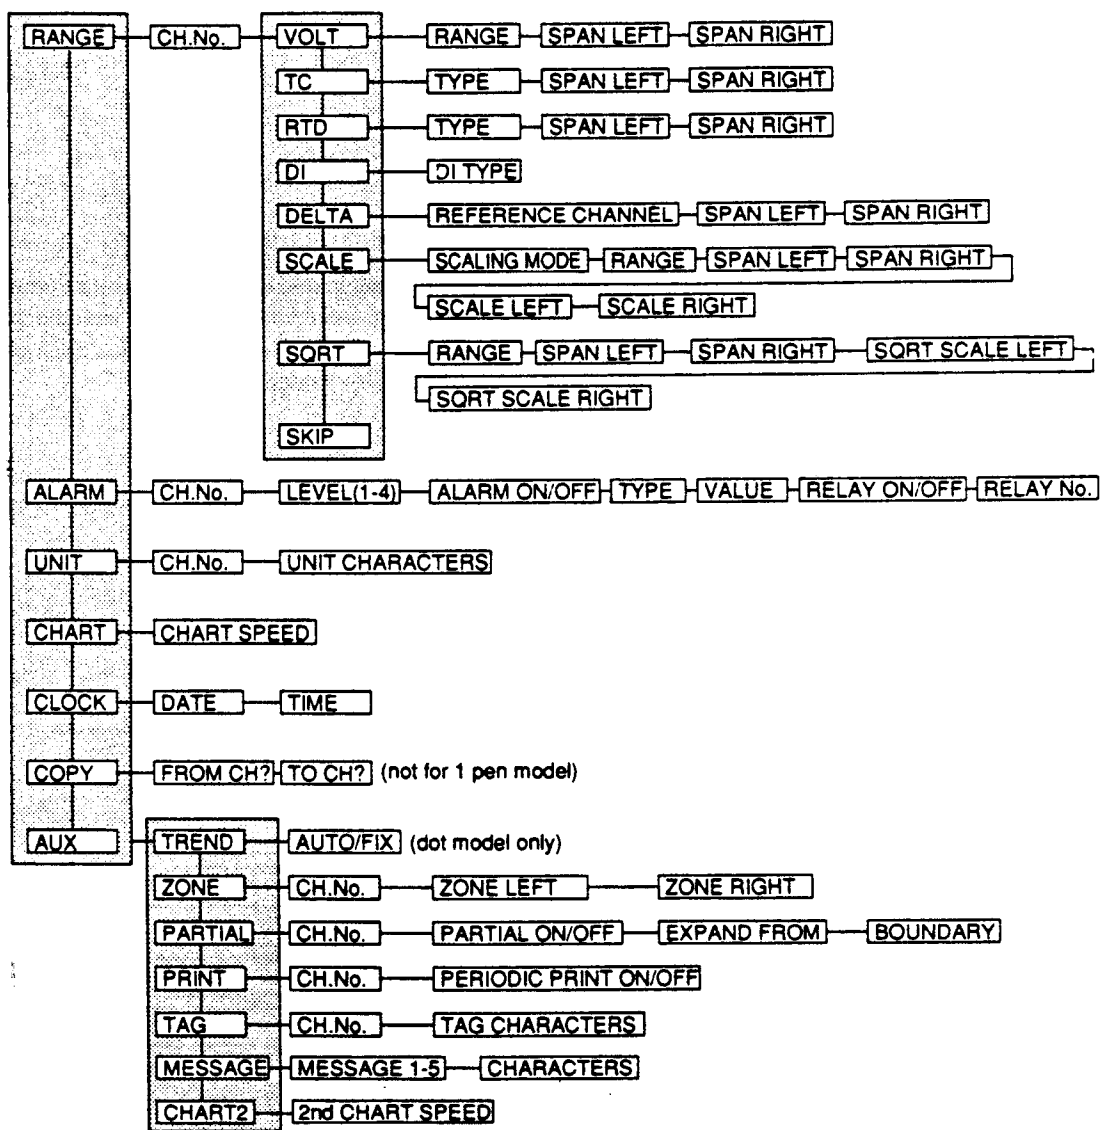 RANGE CH.No. VOLT RANGE SPAN LEFT SPAN RIGHT
TC TYPE SPAN LEFT SPAN RIGHT
RTD TYPE SPAN LEFT SPAN RIGHT
DI DI TYPE
DELTA REFERENCE CHANNEL SPAN LEFT SPAN RIGHT
SCALE SCALING MODE RANGE SPAN LEFT SPAN RIGHT
SCALE LEFT SCALE RIGHT
SQRT RANGE SPAN LEFT SPAN RIGHT SQRT SCALE LEFT
SQRT SCALE RIGHT
SKIP
ALARM CH.No. LEVEL(1-4) ALARM ON/OFF TYPE VALUE RELAY ON/OFF RELAY No.
UNIT CH.No. UNIT CHARACTERS
CHART CHART SPEED
CLOCK DATE TIME
COPY FROM CH? TO CH? (not for 1 pen model)
AUX TREND AUTO/FIX (dot model only)
ZONE CH.No. ZONE LEFT ZONE RIGHT
PARTIAL CH.No. PARTIAL ON/OFF EXPAND FROM BOUNDARY
PRINT CH.No. PERIODIC PRINT ON/OFF
TAG CH.No. TAG CHARACTERS
MESSAGE MESSAGE 1-5 CHARACTERS
CHART2 2nd CHART SPEED